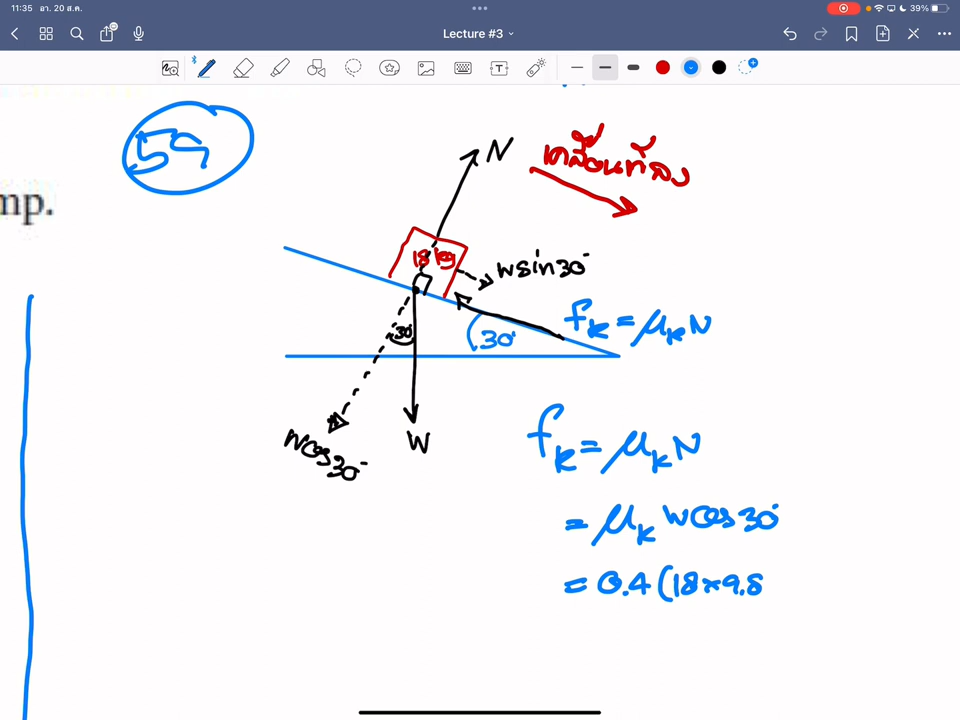 11:35 อา. 20 ส.ค.
39%
Lecture #3
59
N
เคลื่อนที่ลง
mp.
18 kg
wsin30°
30°
30°
fk = μkN
W
wcos30°
fk = μkN
= μk wcos30°
= 0.4(18×9.8